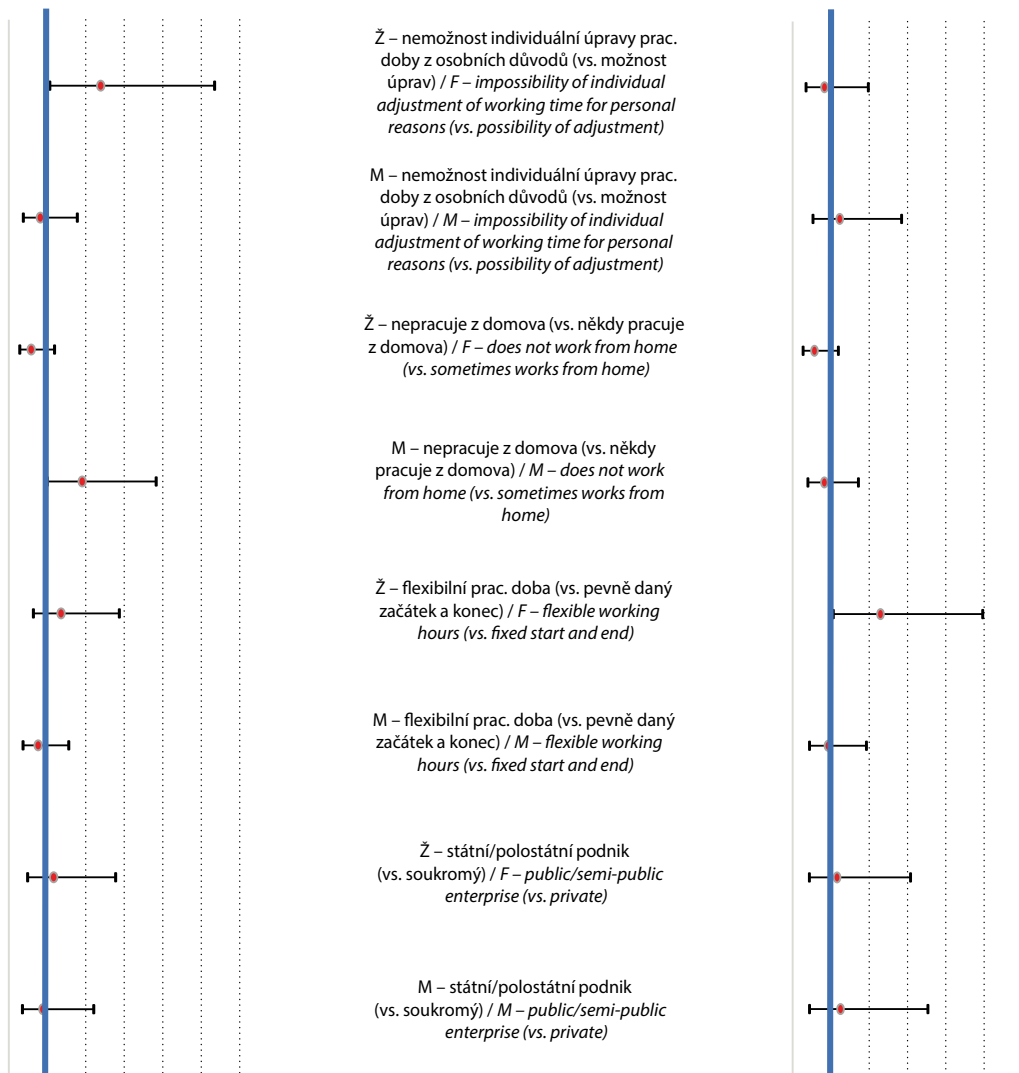 Ž – nemožnost individuální úpravy prac.
doby z osobních důvodů (vs. možnost
úprav) / F – impossibility of individual
adjustment of working time for personal
reasons (vs. possibility of adjustment)
M – nemožnost individuální úpravy prac.
doby z osobních důvodů (vs. možnost
úprav) / M – impossibility of individual
adjustment of working time for personal
reasons (vs. possibility of adjustment)
Ž – nepracuje z domova (vs. někdy pracuje
z domova) / F – does not work from home
(vs. sometimes works from home)
M – nepracuje z domova (vs. někdy
pracuje z domova) / M – does not work
from home (vs. sometimes works from
home)
Ž – flexibilní prac. doba (vs. pevně daný
začátek a konec) / F – flexible working
hours (vs. fixed start and end)
M – flexibilní prac. doba (vs. pevně daný
začátek a konec) / M – flexible working
hours (vs. fixed start and end)
Ž – státní/polostátní podnik
(vs. soukromý) / F – public/semi-public
enterprise (vs. private)
M – státní/polostátní podnik
(vs. soukromý) / M – public/semi-public
enterprise (vs. private)